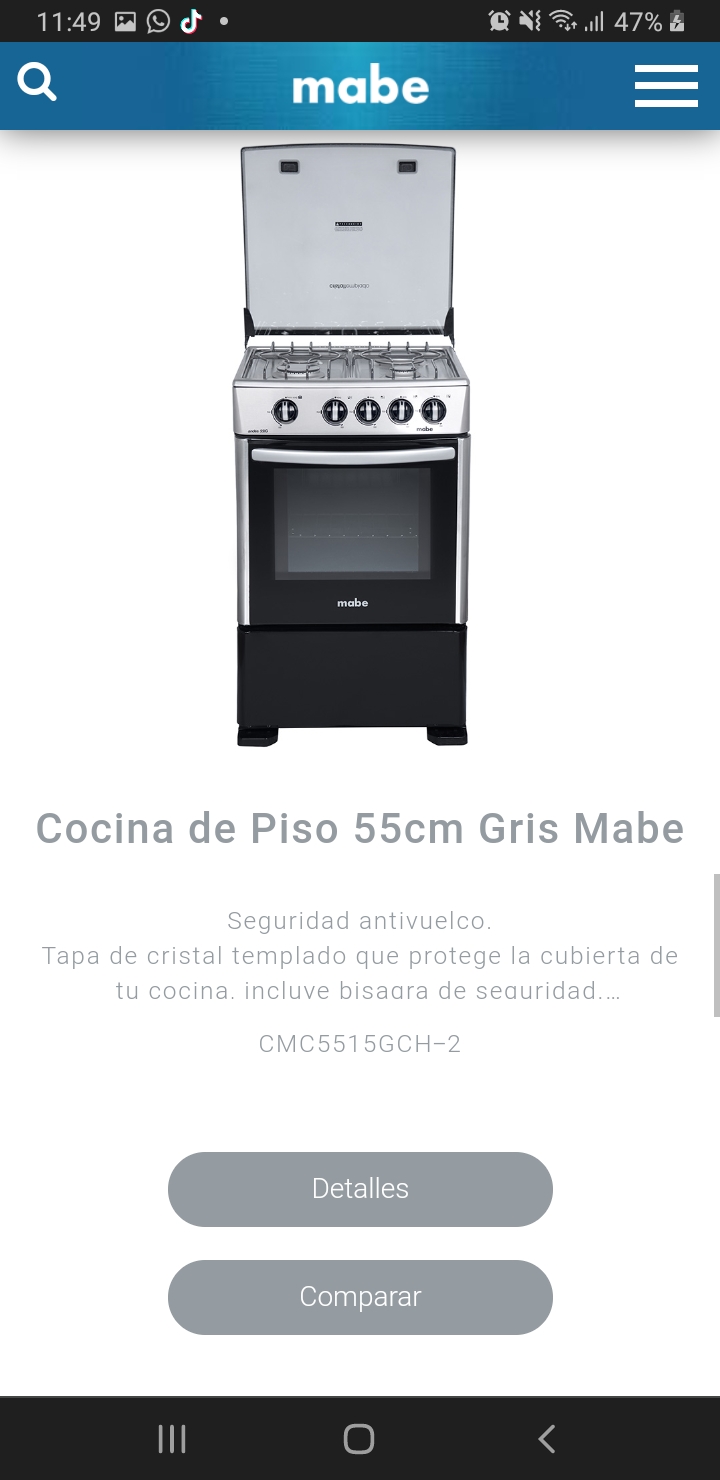 11:49
47%
mabe
mabe
mabe
Cocina de Piso 55cm Gris Mabe
Seguridad antivuelco.
Tapa de cristal templado que protege la cubierta de
tu cocina, incluye bisagra de seguridad,...
CMC5515GCH–2
Detalles
Comparar